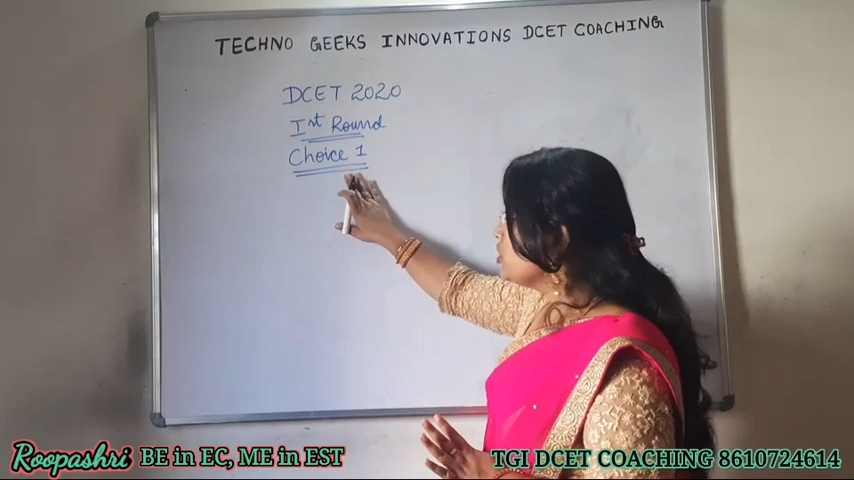 TECHNO GEEKS INNOVATIONS DCET COACHING
DCET 2020
Ist Round
Choice 1
Roopashri BE in EC, ME in EST
TGI DCET COACHING 8610724614